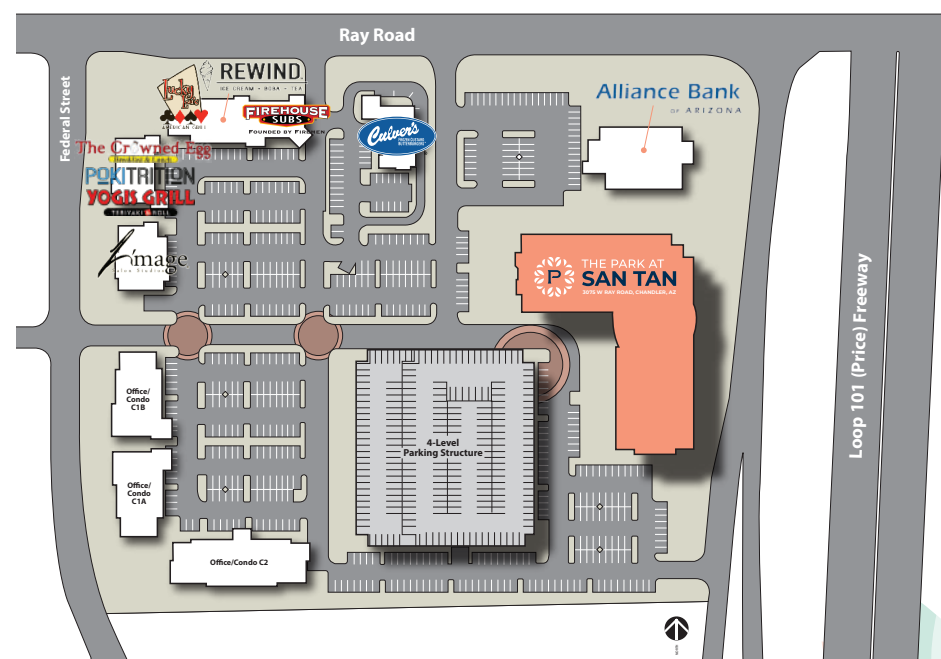 Ray Road
Federal Street
REWIND
ICE CREAM • BOBA • TEA
Lucky Lou's
AMERICAN GRILL
FIREHOUSE
SUBS
FOUNDED BY FIREMEN
Culver's
FROZEN CUSTARD
BUTTERBURGERS
Alliance Bank
OF ARIZONA
The Crowned Egg
Breakfast & Lunch
POKITRITION
YOGIS GRILL
TERIYAKI & ROLL
Image
Salon Studios
P
THE PARK AT
SAN TAN
3075 W RAY ROAD, CHANDLER, AZ
Loop 101 (Price) Freeway
Office/
Condo
C1B
4-Level
Parking Structure
Office/
Condo
C1A
Office/Condo C2